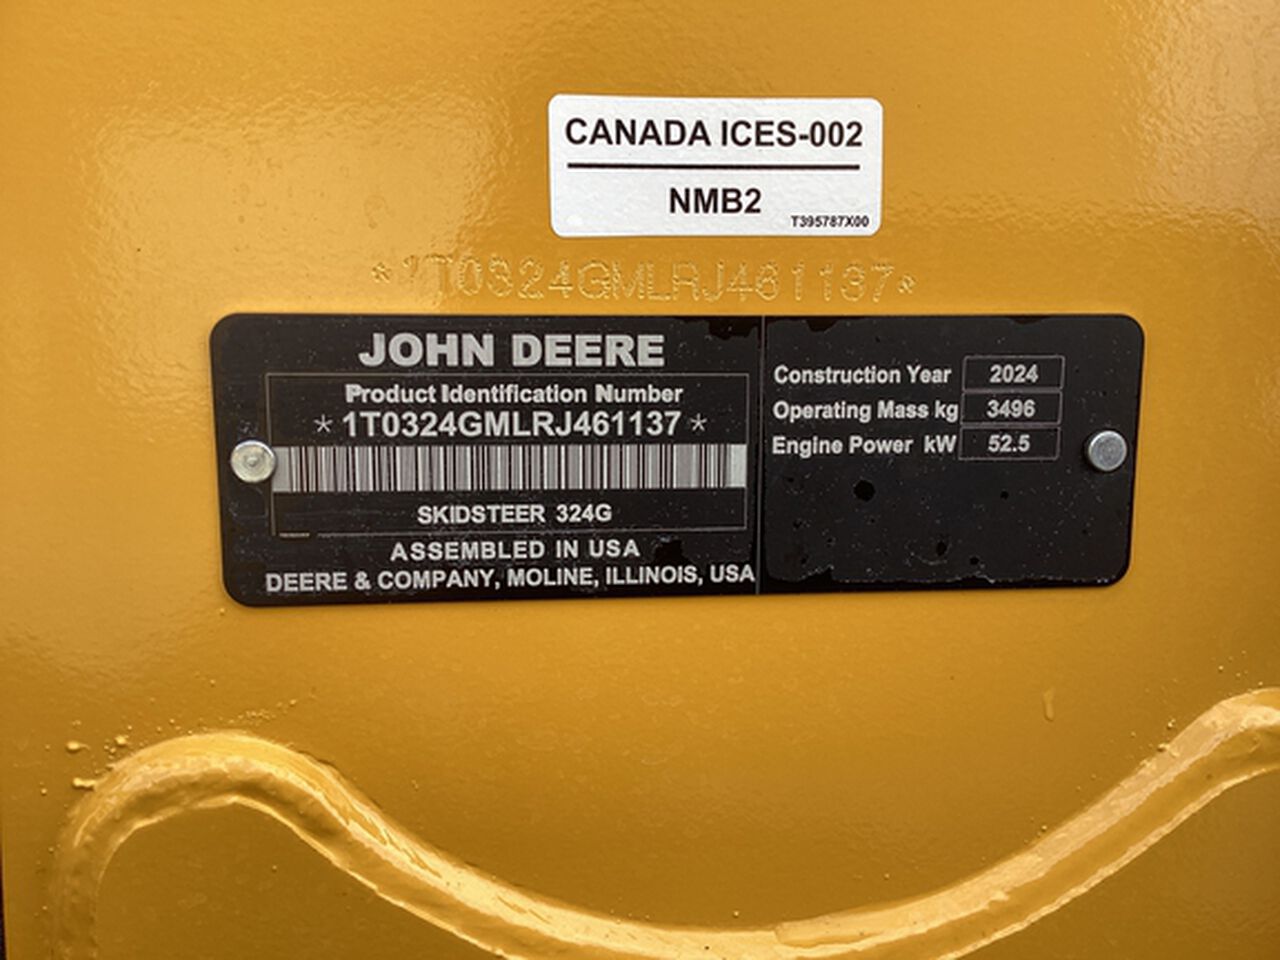 CANADA ICES-002
NMB2
T395787X00
*1T0324GMLRJ461137*
JOHN DEERE
Product Identification Number
*1T0324GMLRJ461137*
SKIDSTEER 324G
ASSEMBLED IN USA
DEERE & COMPANY, MOLINE, ILLINOIS, USA
Construction Year 2024
Operating Mass kg 3496
Engine Power kW 52.5